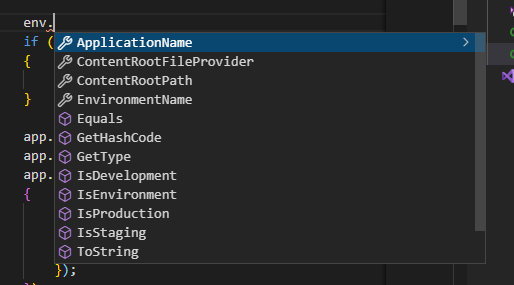 env.
if (
ApplicationName
{
ContentRootFileProvider
ContentRootPath
}
EnvironmentName
Equals
app.
GetHashCode
app.
GetType
app.
IsDevelopment
{
IsEnvironment
IsProduction
IsStaging
ToString
});